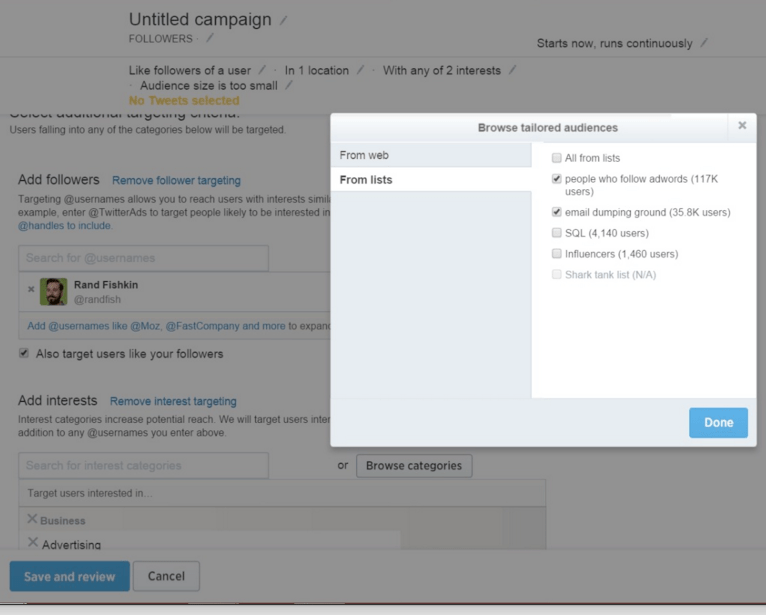 Untitled campaign
FOLLOWERS ·
Starts now, runs continuously
Like followers of a user · In 1 location · With any of 2 interests
· Audience size is too small
No Tweets selected
Select additional targeting criteria.
Users falling into any of the categories below will be targeted.
Add followers Remove follower targeting
Targeting @usernames allows you to reach users with interests simil
example, enter @TwitterAds to target people likely to be interested in
@handles to include.
Search for @usernames
Rand Fishkin
@randfish
Add @usernames like @Moz, @FastCompany and more to expand
Also target users like your followers
Add interests Remove interest targeting
Interest categories increase potential reach. We will target users inter
addition to any @usernames you enter above.
Search for interest categories
or Browse categories
Target users interested in...
Business
Advertising
Save and review Cancel
Browse tailored audiences
From web
From lists
All from lists
people who follow adwords (117K
users)
email dumping ground (35.8K users)
SQL (4,140 users)
Influencers (1,460 users)
Shark tank list (N/A)
Done